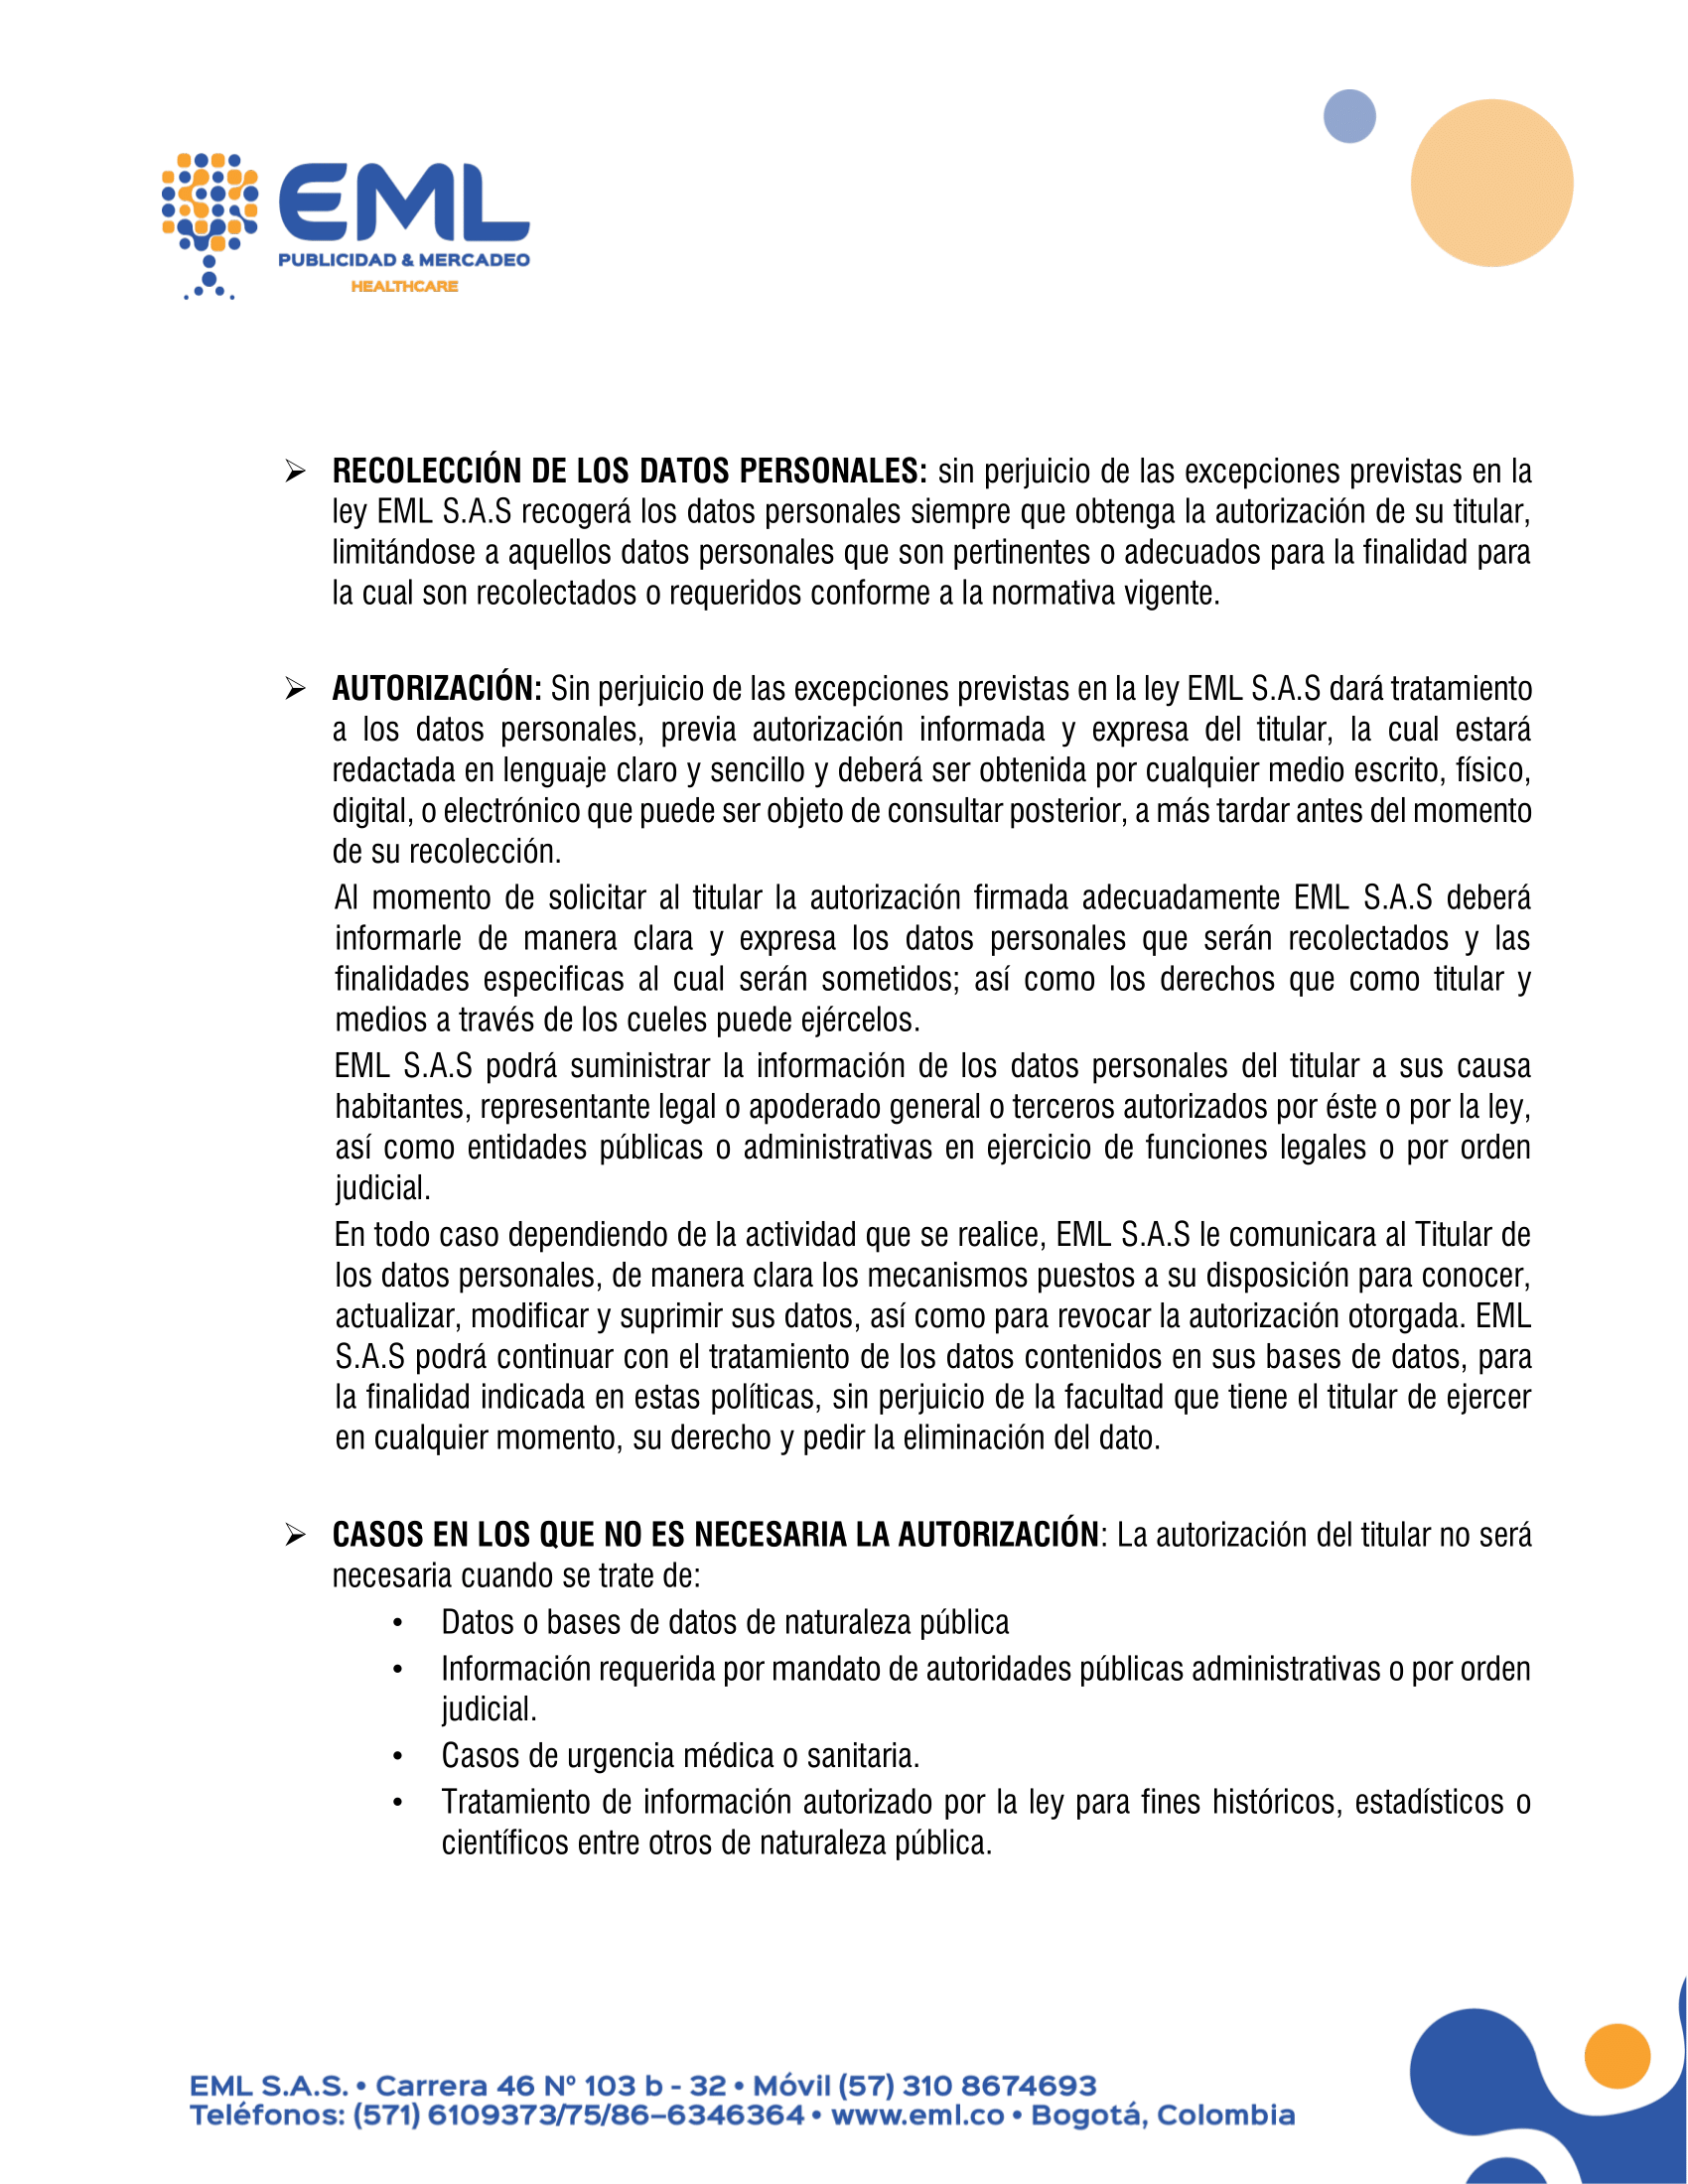 EML
PUBLICIDAD & MERCADEO
HEALTHCARE
➢ RECOLECCIÓN DE LOS DATOS PERSONALES: sin perjuicio de las excepciones previstas en la
ley EML S.A.S recogerá los datos personales siempre que obtenga la autorización de su titular,
limitándose a aquellos datos personales que son pertinentes o adecuados para la finalidad para
la cual son recolectados o requeridos conforme a la normativa vigente.
➢ AUTORIZACIÓN: Sin perjuicio de las excepciones previstas en la ley EML S.A.S dará tratamiento
a los datos personales, previa autorización informada y expresa del titular, la cual estará
redactada en lenguaje claro y sencillo y deberá ser obtenida por cualquier medio escrito, físico,
digital, o electrónico que puede ser objeto de consultar posterior, a más tardar antes del momento
de su recolección.
Al momento de solicitar al titular la autorización firmada adecuadamente EML S.A.S deberá
informarle de manera clara y expresa los datos personales que serán recolectados y las
finalidades especificas al cual serán sometidos; así como los derechos que como titular y
medios a través de los cueles puede ejércelos.
EML S.A.S podrá suministrar la información de los datos personales del titular a sus causa
habitantes, representante legal o apoderado general o terceros autorizados por éste o por la ley,
así como entidades públicas o administrativas en ejercicio de funciones legales o por orden
judicial.
En todo caso dependiendo de la actividad que se realice, EML S.A.S le comunicara al Titular de
los datos personales, de manera clara los mecanismos puestos a su disposición para conocer,
actualizar, modificar y suprimir sus datos, así como para revocar la autorización otorgada. EML
S.A.S podrá continuar con el tratamiento de los datos contenidos en sus bases de datos, para
la finalidad indicada en estas políticas, sin perjuicio de la facultad que tiene el titular de ejercer
en cualquier momento, su derecho y pedir la eliminación del dato.
➢ CASOS EN LOS QUE NO ES NECESARIA LA AUTORIZACIÓN: La autorización del titular no será
necesaria cuando se trate de:
• Datos o bases de datos de naturaleza pública
• Información requerida por mandato de autoridades públicas administrativas o por orden
judicial.
• Casos de urgencia médica o sanitaria.
• Tratamiento de información autorizado por la ley para fines históricos, estadísticos o
científicos entre otros de naturaleza pública.
EML S.A.S. • Carrera 46 Nº 103 b - 32 • Móvil (57) 310 8674693
Teléfonos: (571) 6109373/75/86–6346364 • www.eml.co • Bogotá, Colombia